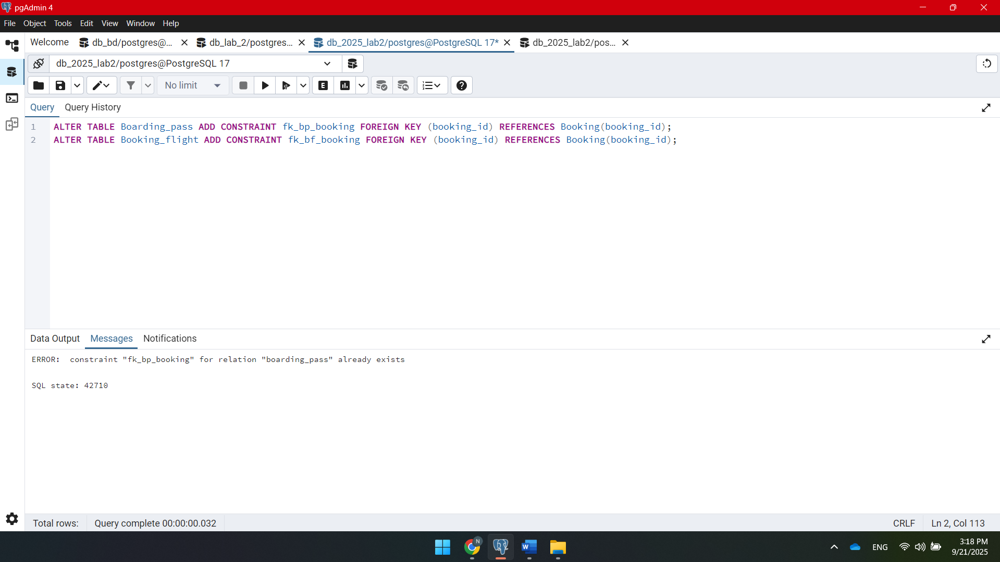 pgAdmin 4
File Object Tools Edit View Window Help
Welcome db_bd/postgres@... db_lab_2/postgres... db_2025_lab2/postgres@PostgreSQL 17* db_2025_lab2/pos...
db_2025_lab2/postgres@PostgreSQL 17
No limit E
Query Query History
1 ALTER TABLE Boarding_pass ADD CONSTRAINT fk_bp_booking FOREIGN KEY (booking_id) REFERENCES Booking(booking_id);
2 ALTER TABLE Booking_flight ADD CONSTRAINT fk_bf_booking FOREIGN KEY (booking_id) REFERENCES Booking(booking_id);
Data Output Messages Notifications
ERROR: constraint "fk_bp_booking" for relation "boarding_pass" already exists
SQL state: 42710
Total rows: Query complete 00:00:00.032 CRLF Ln 2, Col 113
N W ENG 3:18 PM
9/21/2025